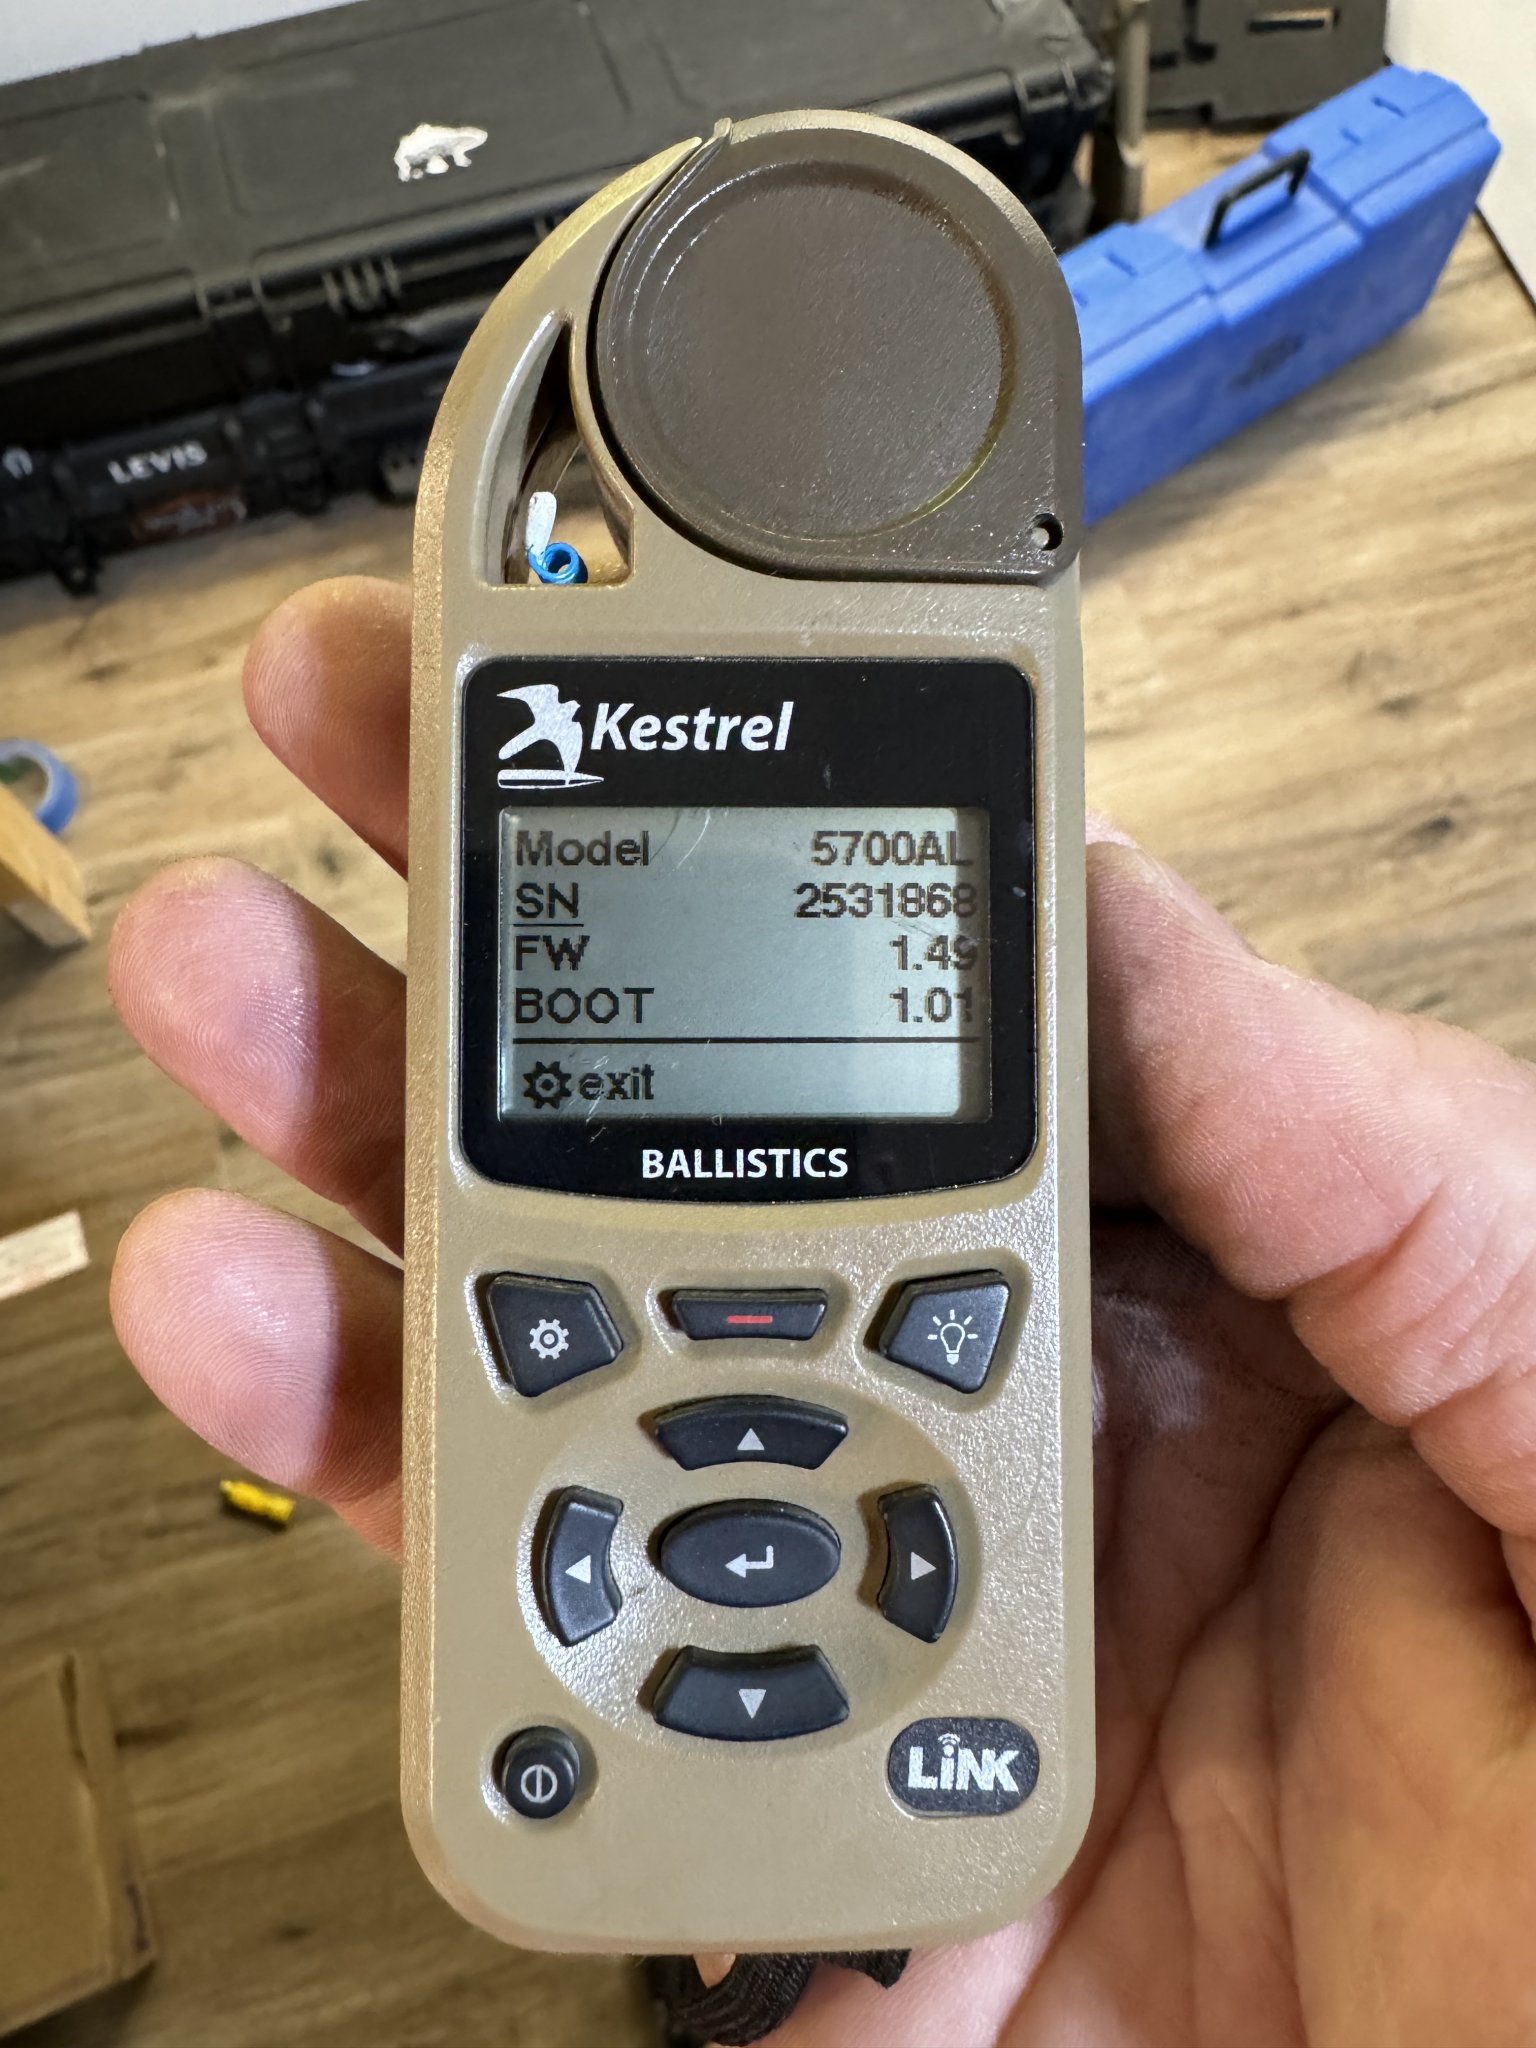 LEVIS
Kestrel
Model 5700AL
SN 2531868
FW 1.49
BOOT 1.01
exit
BALLISTICS
LiNK